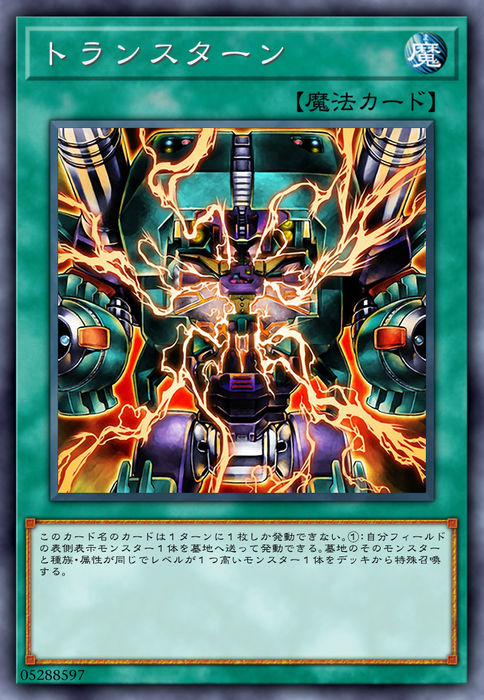 トランスターン
魔
【魔法カード】
このカード名のカードは1ターンに1枚しか発動できない。①:自分フィールド
の表側表示モンスター1体を墓地へ送って発動できる。墓地のそのモンスター
と種族・属性が同じでレベルが1つ高いモンスター1体をデッキから特殊召喚
する。
05288597